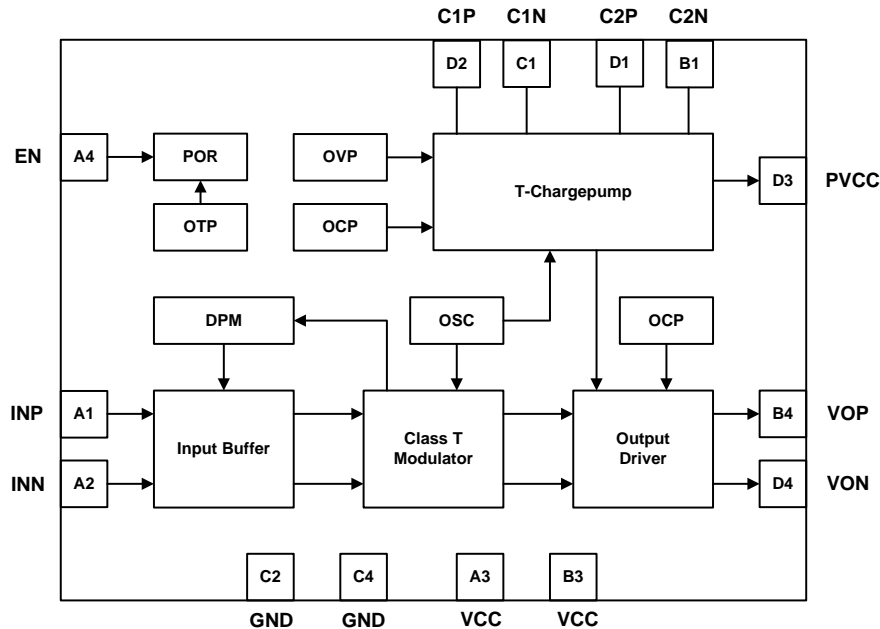 C1P C1N C2P C2N
D2 C1 D1 B1
EN A4 POR OVP T-Chargepump D3 PVCC
OTP OCP
DPM OSC OCP
INP A1 Input Buffer Class T
Modulator Output
Driver B4 VOP
INN A2 D4 VON
C2 C4 A3 B3
GND GND VCC VCC